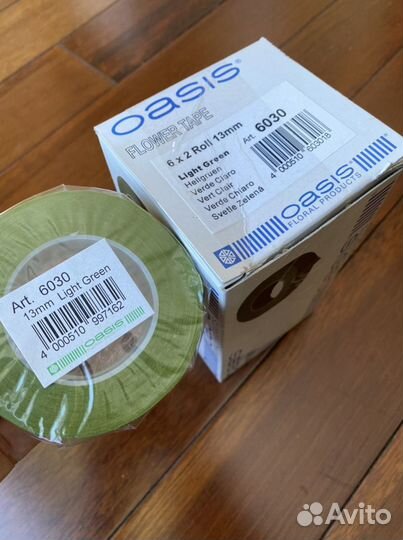 OASIS®
FLOWER TAPE
6 x 2 Roll 13mm
Light Green
Hellgruen
Verde Claro
Vert Clair
Verde Chiaro
Svetle Zelená
Art. 6030
4 000510 603018
OASIS®
FLORAL PRODUCTS
Art. 6030
13mm Light Green
4 000510 997162
OASIS
Avito